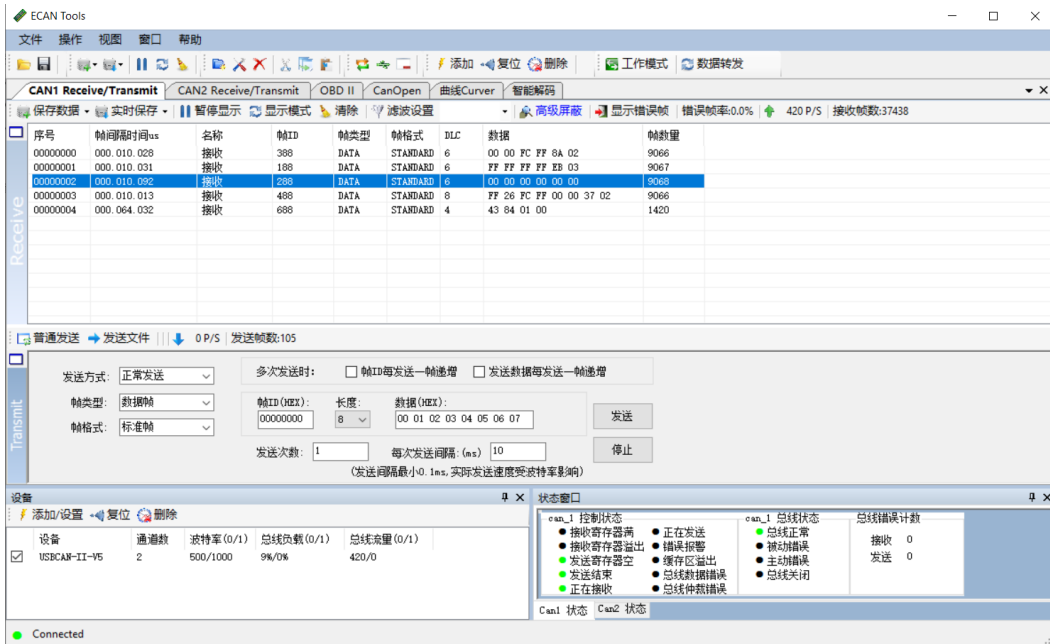 ECAN Tools
文件 操作 视图 窗口 帮助
添加 复位 删除 工作模式 数据转发
CAN1 Receive/Transmit CAN2 Receive/Transmit OBD II CanOpen 曲线Curver 智能解码
保存数据 实时保存 暂停显示 显示模式 清除 滤波设置 高级屏蔽 显示错误帧 错误帧率:0.0% 420 P/S 接收帧数:37438
序号 帧间隔时间us 名称 帧ID 帧类型 帧格式 DLC 数据 帧数量
00000000 000.010.028 接收 388 DATA STANDARD 6 00 00 FC FF 8A 02 9066
00000001 000.010.031 接收 188 DATA STANDARD 6 FF FF FF FF EB 03 9067
00000002 000.010.092 接收 288 DATA STANDARD 6 00 00 00 00 00 00 9068
00000003 000.010.013 接收 488 DATA STANDARD 8 FF 26 FC FF 00 00 37 02 9066
00000004 000.064.032 接收 688 DATA STANDARD 4 43 84 01 00 1420
Receive
普通发送 发送文件 0 P/S 发送帧数:105
Transmit
发送方式: 正常发送 多次发送时: 帧ID每发送一帧递增 发送数据每发送一帧递增
帧类型: 数据帧 帧ID(HEX): 长度: 数据(HEX):
00000000 8 00 01 02 03 04 05 06 07 发送
帧格式: 标准帧
发送次数: 1 每次发送间隔:(ms) 10 停止
(发送间隔最小0.1ms,实际发送速度受波特率影响)
设备
添加/设置 复位 删除
设备 通道数 波特率(0/1) 总线负载(0/1) 总线流量(0/1)
USBCAN-II-V5 2 500/1000 9%/0% 420/0
状态窗口
can_1 控制状态 can_1 总线状态 总线错误计数
接收寄存器满 正在发送 总线正常 接收 0
接收寄存器溢出 错误报警 被动错误 发送 0
发送寄存器空 缓存区溢出 主动错误
发送结束 总线数据错误 总线关闭
正在接收 总线仲裁错误
Can1 状态 Can2 状态
Connected